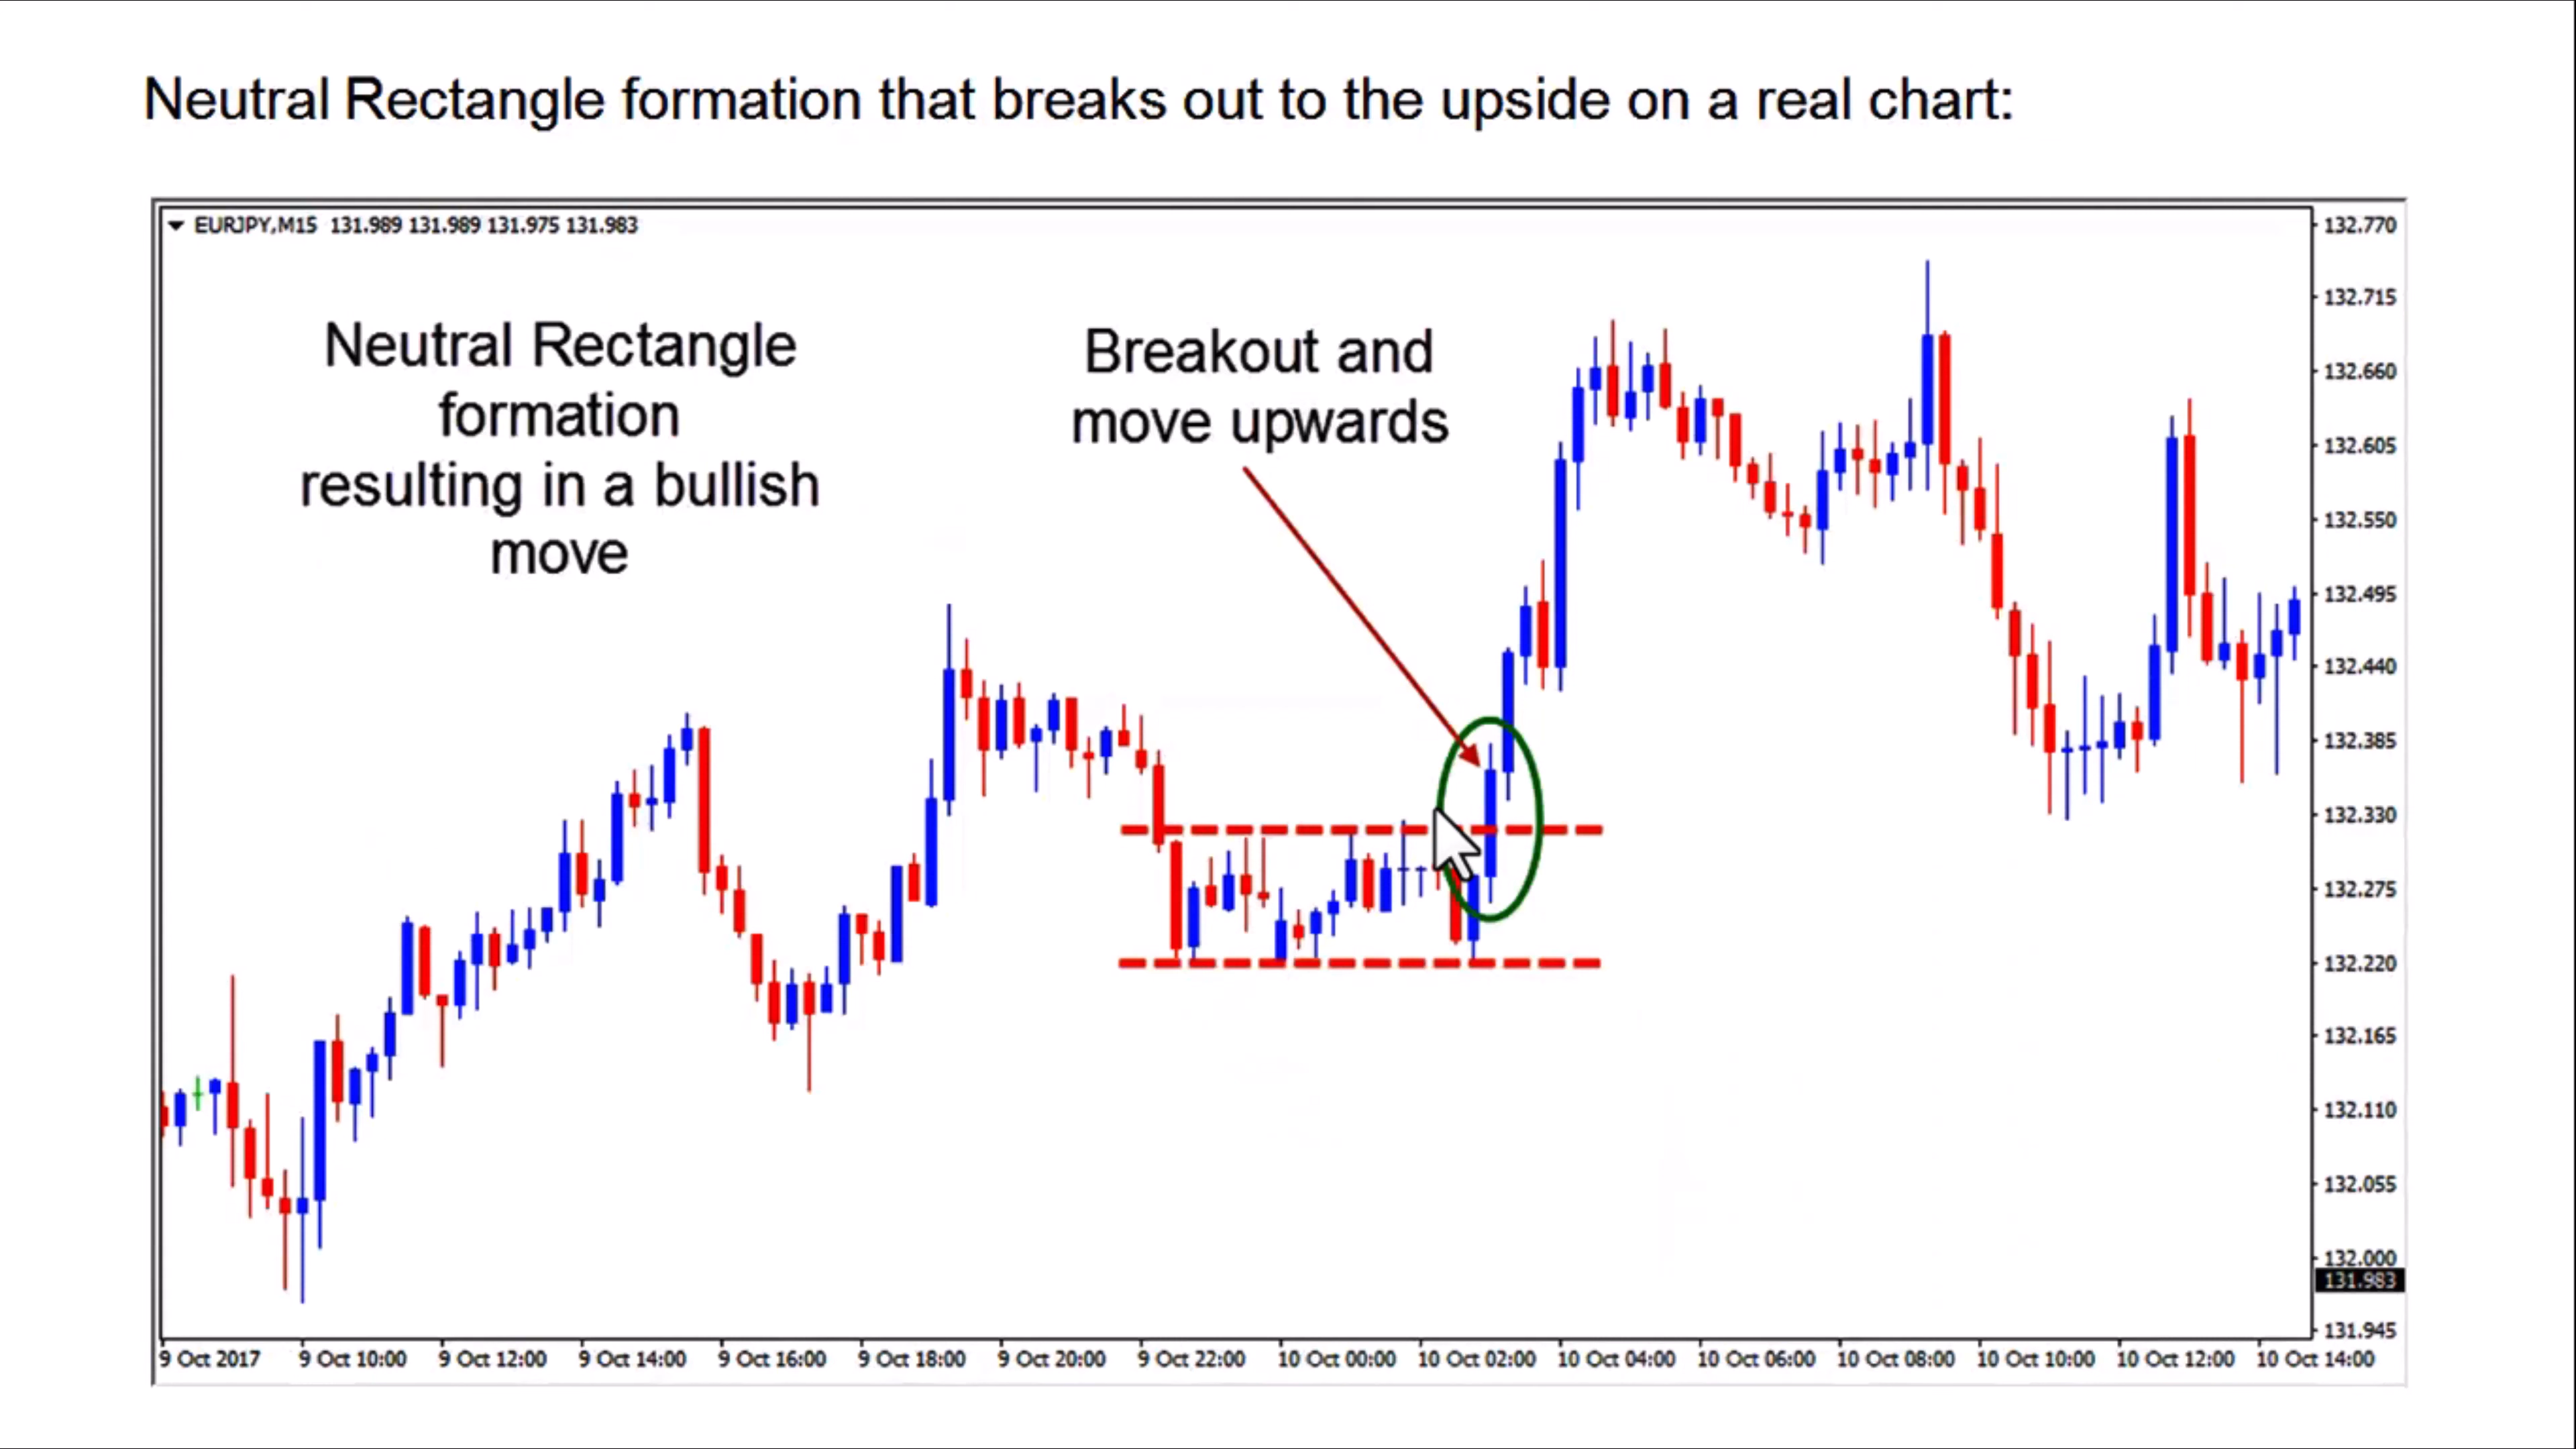 Neutral Rectangle formation that breaks out to the upside on a real chart:
EURJPY,M15 131.989 131.989 131.975 131.983
Neutral Rectangle
formation
resulting in a bullish
move
Breakout and
move upwards
132.770
132.715
132.660
132.605
132.550
132.495
132.440
132.385
132.330
132.275
132.220
132.165
132.110
132.055
132.000
131.983
131.945
9 Oct 2017 9 Oct 10:00 9 Oct 12:00 9 Oct 14:00 9 Oct 16:00 9 Oct 18:00 9 Oct 20:00 9 Oct 22:00 10 Oct 00:00 10 Oct 02:00 10 Oct 04:00 10 Oct 06:00 10 Oct 08:00 10 Oct 10:00 10 Oct 12:00 10 Oct 14:00